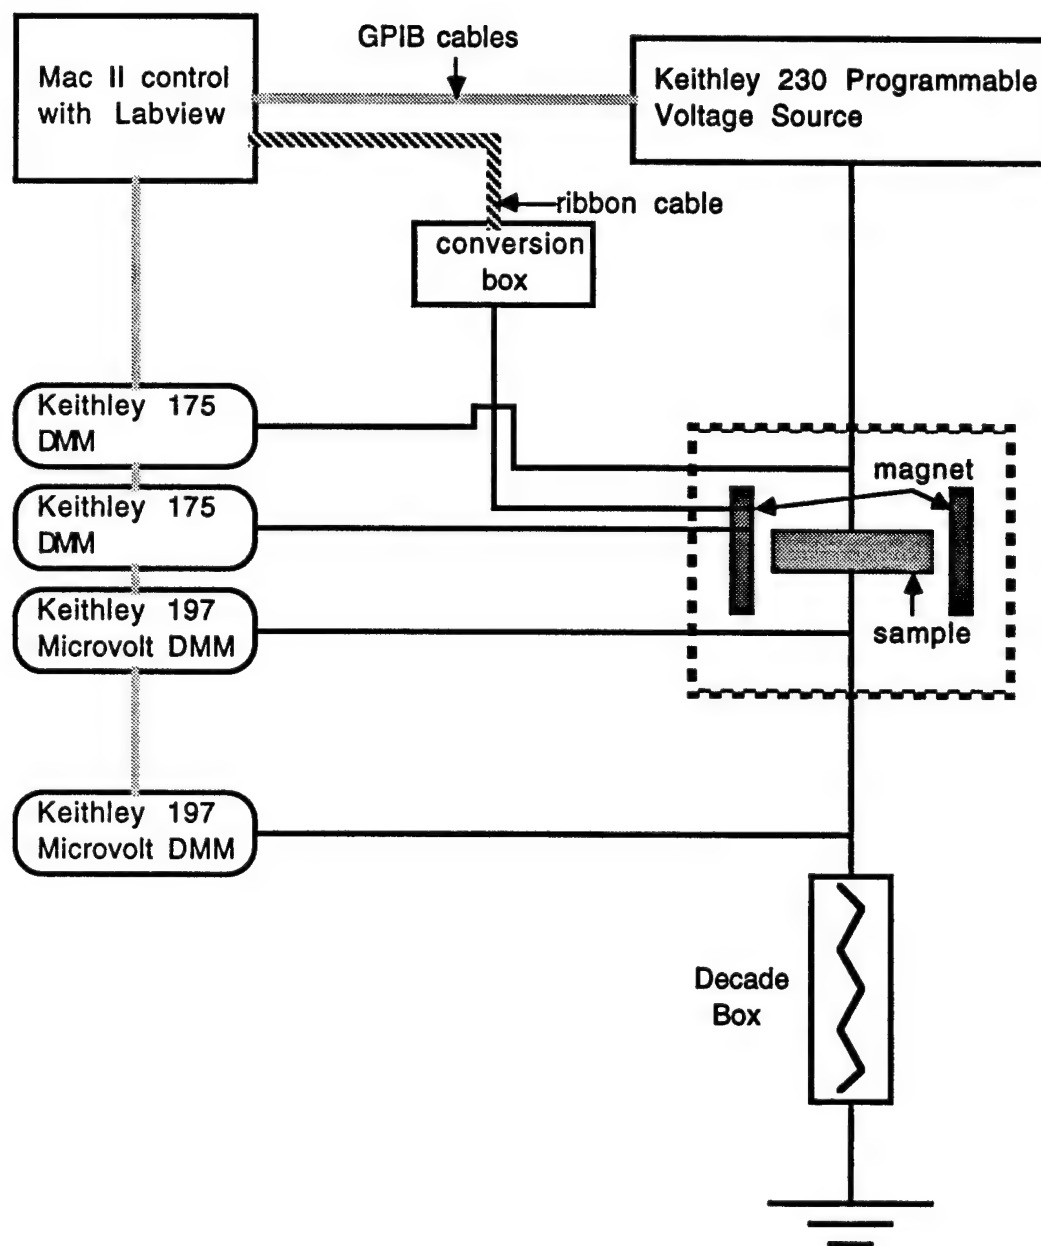 GPIB cables
Mac II control
with Labview
Keithley 230 Programmable
Voltage Source
ribbon cable
conversion
box
Keithley 175
DMM
magnet
Keithley 175
DMM
Keithley 197
Microvolt DMM
sample
Keithley 197
Microvolt DMM
Decade
Box